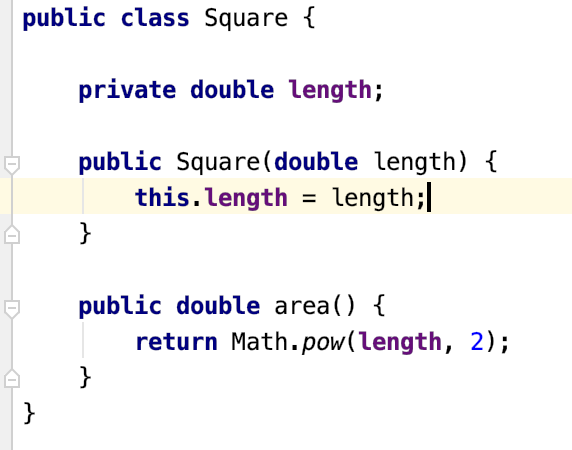 public class Square {
private double length;
public Square(double length) {
this.length = length;
}
public double area() {
return Math.pow(length, 2);
}
}